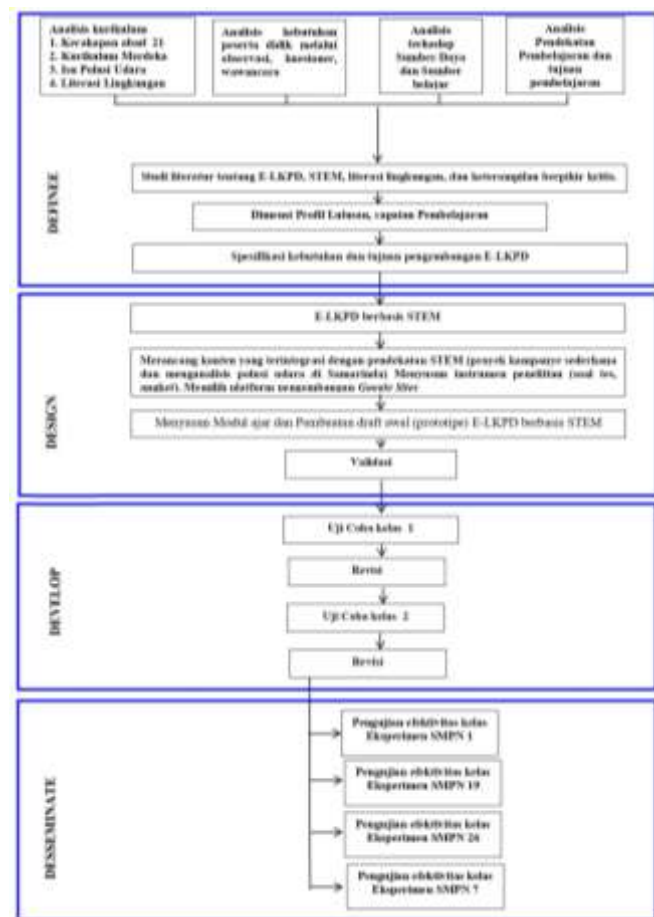 Analisis kurikulum
1. Kecakapan abad 21
2. Kurikulum Merdeka
3. Isu Polusi Udara
4. Literasi Lingkungan
Analisis kebutuhan
peserta didik melalui
observasi, kuesioner,
wawancara
Analisis
terhadap
Sumber Daya
dan Sumber
belajar
Analisis
Pendekatan
Pembelajaran dan
tujuan
pembelajaran
DEFINEE
Studi literatur tentang E-LKPD, STEM, literasi lingkungan, dan keterampilan berpikir kritis.
Dimensi Profil Lulusan, capaian Pembelajaran
Spesifikasi kebutuhan dan tujuan pengembangan E-LKPD
DESIGN
E-LKPD berbasis STEM
Merancang konten yang terintegrasi dengan pendekatan STEM (proyek kampanye sederhana
dan menganalisis polusi udara di Samarinda) Menyusun instrumen penelitian (soal tes,
angket). Memilih platform pengembangan Google Sites
Menyusun Modul ajar dan Pembuatan draft awal (prototipe) E-LKPD berbasis STEM
Validasi
DEVELOP
Uji Coba kelas 1
Revisi
Uji Coba kelas 2
Revisi
DESSEMINATE
Pengujian efektivitas kelas
Eksperimen SMPN 1
Pengujian efektivitas kelas
Eksperimen SMPN 19
Pengujian efektivitas kelas
Eksperimen SMPN 26
Pengujian efektivitas kelas
Eksperimen SMPN 7